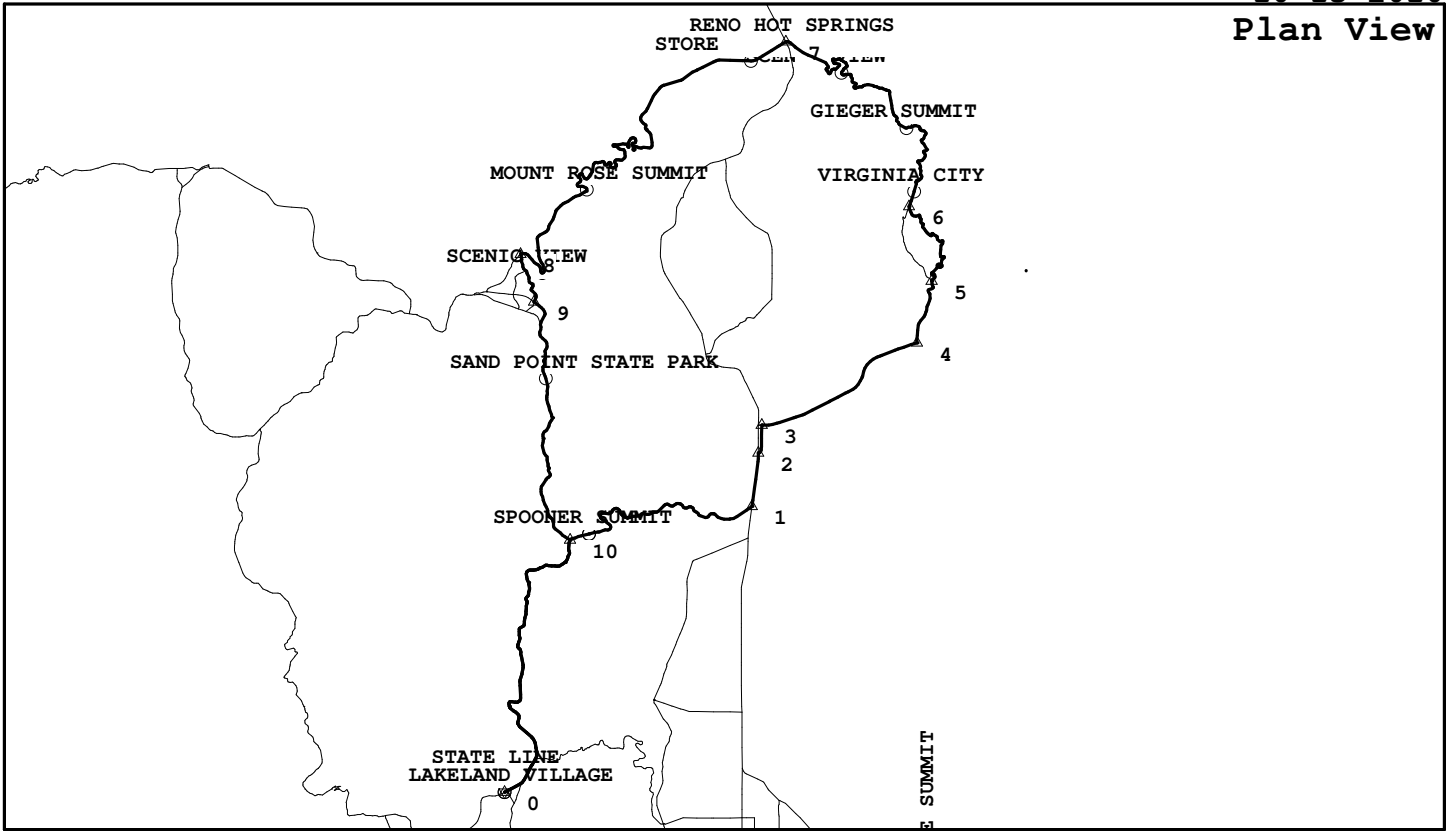 Plan View
RENO HOT SPRINGS
STORE
7
VIEW
GIEGER SUMMIT
MOUNT ROSE SUMMIT
VIRGINIA CITY
6
SCENIC VIEW
8
5
9
4
SAND POINT STATE PARK
3
2
SPOONER SUMMIT
1
10
STATE LINE
LAKELAND VILLAGE
0
SUMMIT